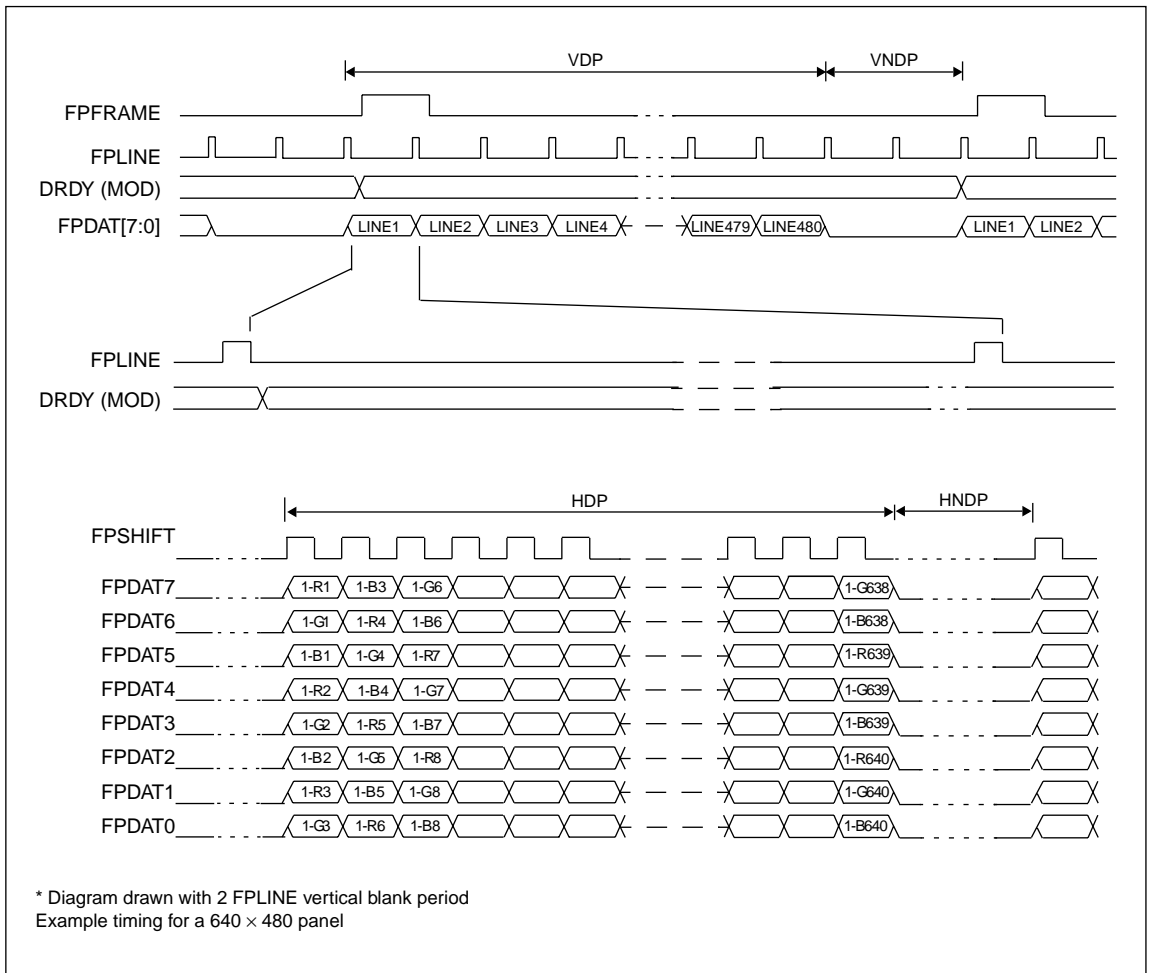 VDP VNDP
FPFRAME
FPLINE
DRDY (MOD)
FPDAT[7:0] LINE1 LINE2 LINE3 LINE4 LINE479 LINE480 LINE1 LINE2
FPLINE
DRDY (MOD)
HDP HNDP
FPSHIFT
FPDAT7 1-R1 1-B3 1-G6 1-G638
FPDAT6 1-G1 1-R4 1-B6 1-B638
FPDAT5 1-B1 1-G4 1-R7 1-R639
FPDAT4 1-R2 1-B4 1-G7 1-G639
FPDAT3 1-G2 1-R5 1-B7 1-B639
FPDAT2 1-B2 1-G5 1-R8 1-R640
FPDAT1 1-R3 1-B5 1-G8 1-G640
FPDAT0 1-G3 1-R6 1-B8 1-B640
* Diagram drawn with 2 FPLINE vertical blank period
Example timing for a 640 × 480 panel